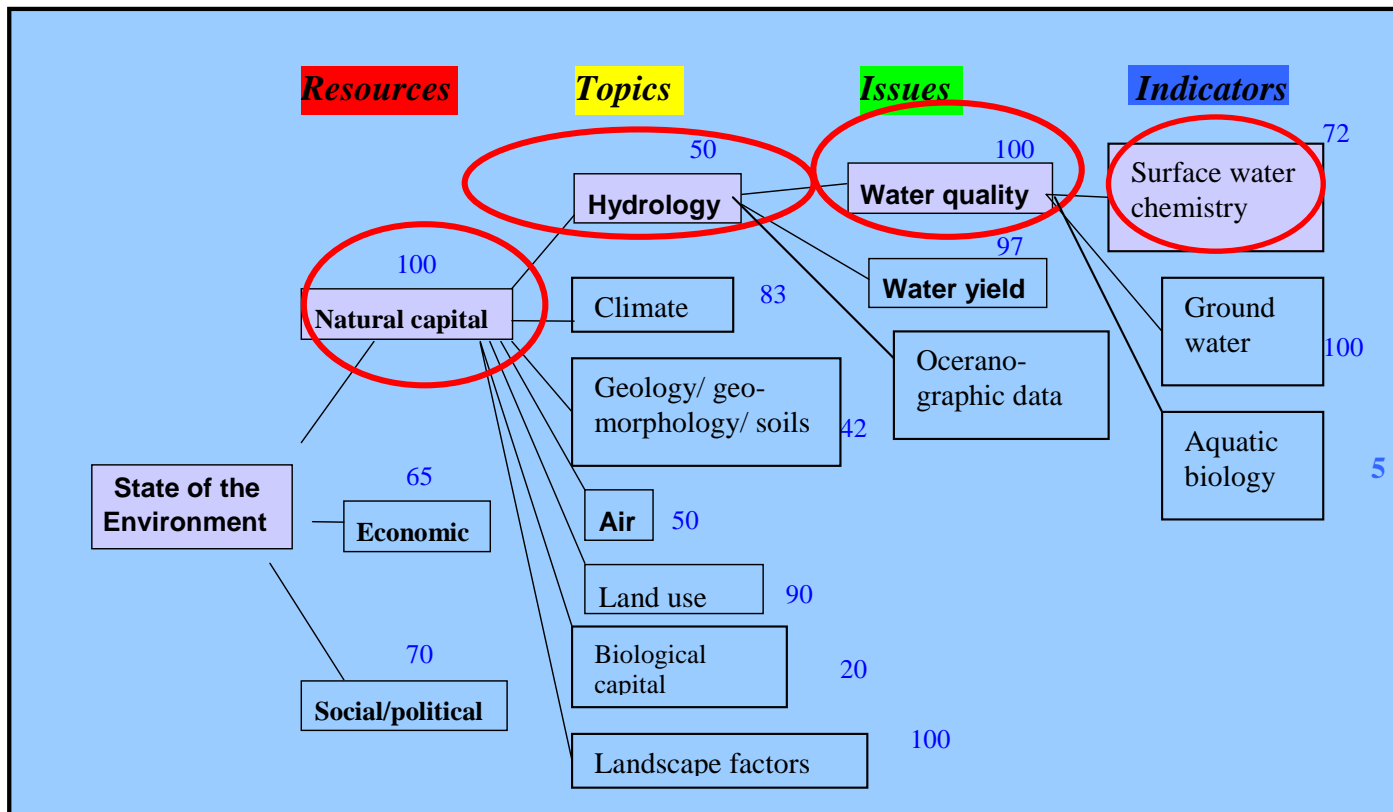 Resources Topics Issues Indicators
50 100 72
Hydrology
Water quality
Surface water
chemistry
100
Natural capital
97
Water yield
83
Climate
Ground
water
100
Ocerano-
graphic data
Geology/ geo-
morphology/ soils
42
Aquatic
biology
5
State of the
Environment
65
Economic
Air
50
Land use
90
70
Social/political
Biological
capital
20
100
Landscape factors